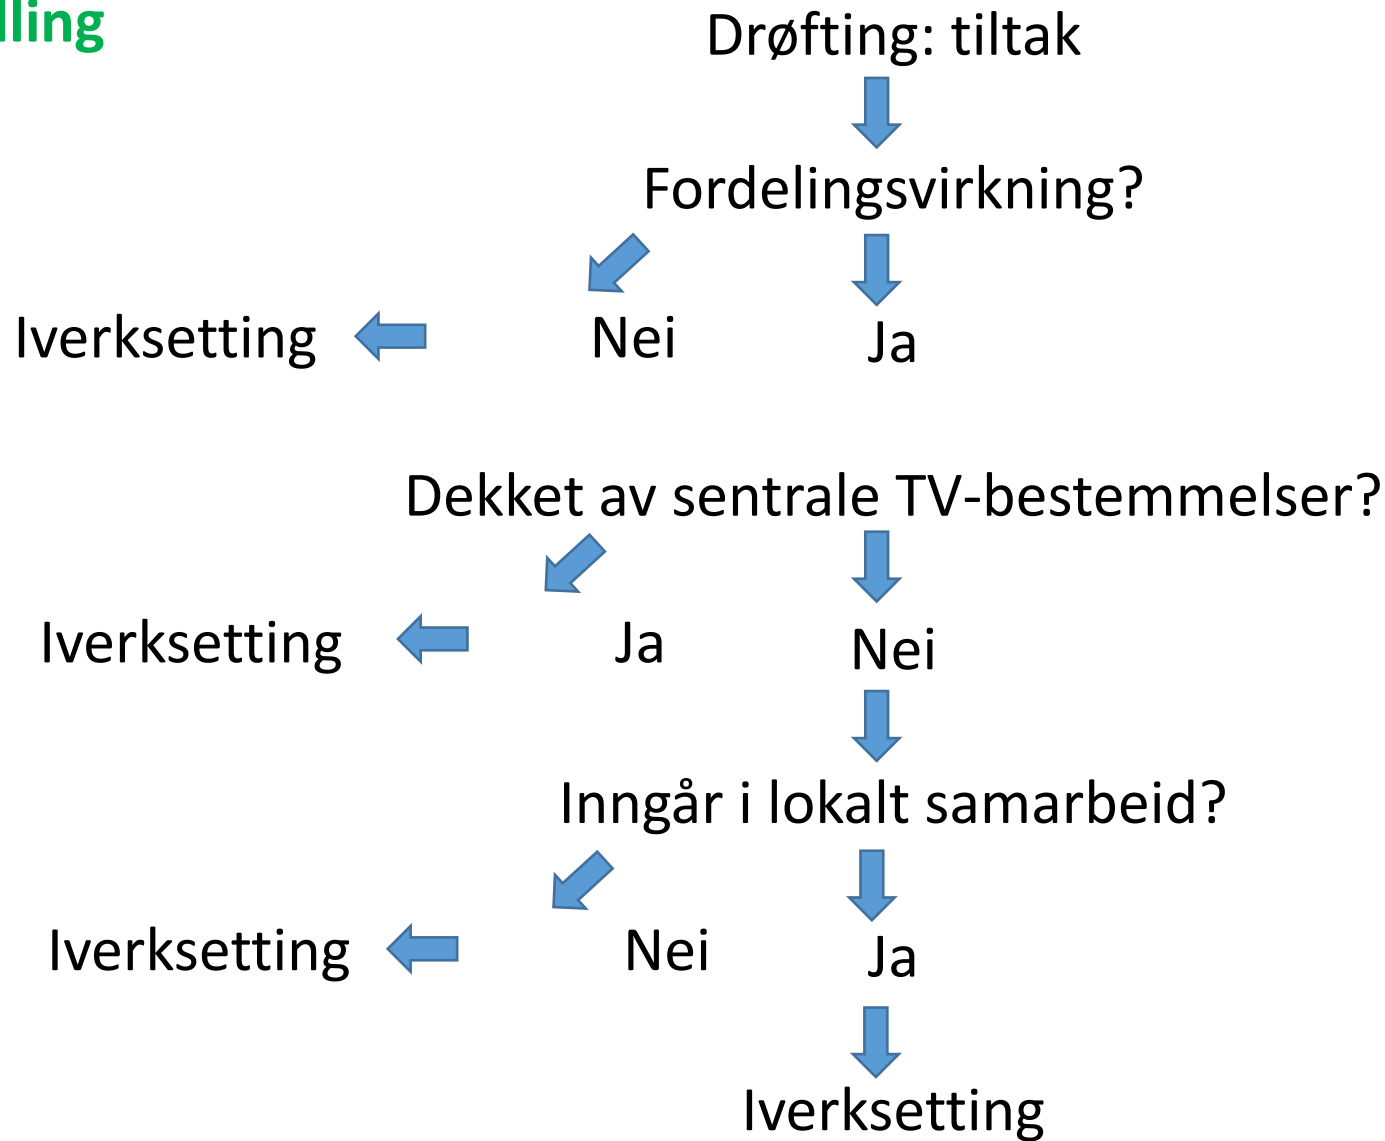 lling
Drøfting: tiltak
Fordelingsvirkning?
Iverksetting Nei Ja
Dekket av sentrale TV-bestemmelser?
Iverksetting Ja Nei
Inngår i lokalt samarbeid?
Iverksetting Nei Ja
Iverksetting